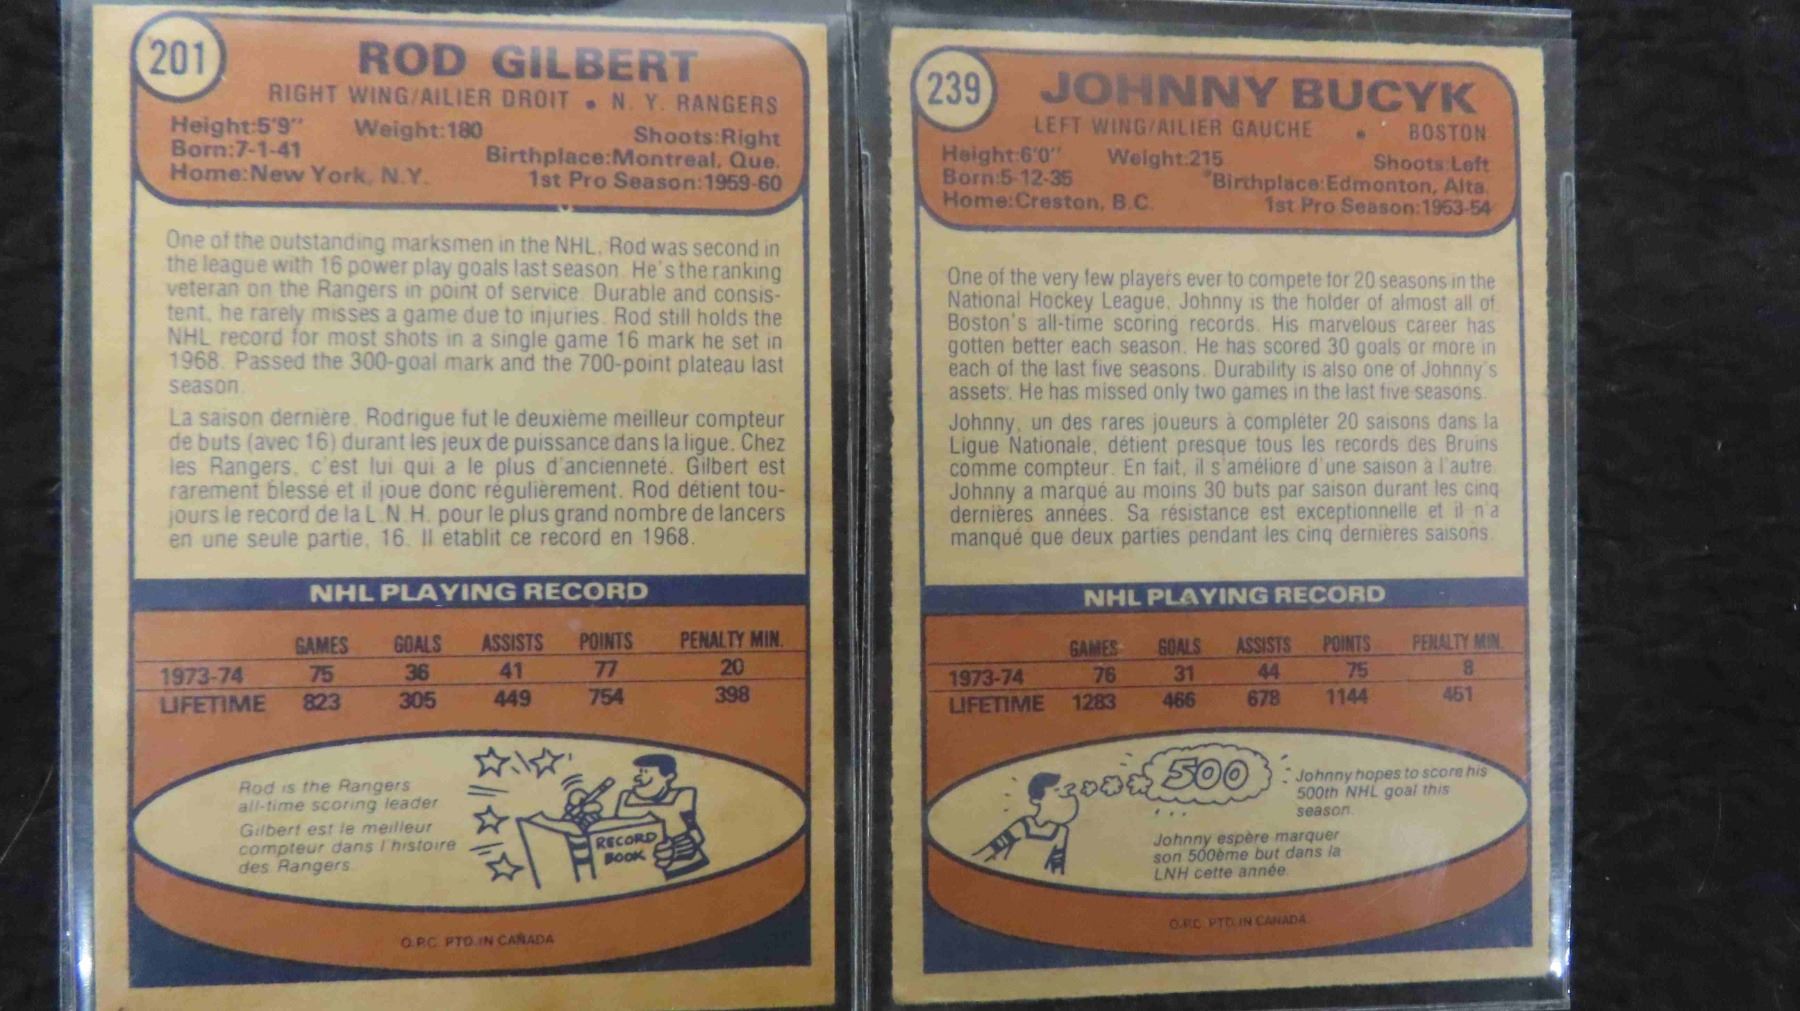 201
ROD GILBERT
RIGHT WING/AILIER DROIT • N. Y. RANGERS
Height:5'9" Weight:180 Shoots:Right
Born:7-1-41 Birthplace:Montreal, Que.
Home:New York, N.Y. 1st Pro Season:1959-60
One of the outstanding marksmen in the NHL, Rod was second in
the league with 16 power play goals last season. He's the ranking
veteran on the Rangers in point of service. Durable and consis-
tent, he rarely misses a game due to injuries. Rod still holds the
NHL record for most shots in a single game 16 mark he set in
1968. Passed the 300-goal mark and the 700-point plateau last
season.
La saison dernière, Rodrigue fut le deuxième meilleur compteur
de buts (avec 16) durant les jeux de puissance dans la ligue. Chez
les Rangers, c'est lui qui a le plus d'ancienneté. Gilbert est
rarement blessé et il joue donc régulièrement. Rod détient tou-
jours le record de la L.N.H. pour le plus grand nombre de lancers
en une seule partie, 16. Il établit ce record en 1968.
NHL PLAYING RECORD
GAMES GOALS ASSISTS POINTS PENALTY MIN.
1973-74 75 36 41 77 20
LIFETIME 823 305 449 754 398
Rod is the Rangers
all-time scoring leader
Gilbert est le meilleur
compteur dans l'histoire
des Rangers.
RECORD
BOOK
O.P.C. PTD. IN CANADA
239
JOHNNY BUCYK
LEFT WING/AILIER GAUCHE • BOSTON
Height:6'0" Weight:215 Shoots:Left
Born:5-12-35 Birthplace:Edmonton, Alta.
Home:Creston, B.C. 1st Pro Season:1953-54
One of the very few players ever to compete for 20 seasons in the
National Hockey League, Johnny is the holder of almost all of
Boston's all-time scoring records. His marvelous career has
gotten better each season. He has scored 30 goals or more in
each of the last five seasons. Durability is also one of Johnny's
assets. He has missed only two games in the last five seasons.
Johnny, un des rares joueurs à compléter 20 saisons dans la
Ligue Nationale, détient presque tous les records des Bruins
comme compteur. En fait, il s'améliore d'une saison à l'autre.
Johnny a marqué au moins 30 buts par saison durant les cinq
dernières années. Sa résistance est exceptionnelle et il n'a
manqué que deux parties pendant les cinq dernières saisons.
NHL PLAYING RECORD
GAMES GOALS ASSISTS POINTS PENALTY MIN.
1973-74 76 31 44 75 8
LIFETIME 1283 466 678 1144 451
500
Johnny hopes to score his
500th NHL goal this
season.
Johnny espère marquer
son 500ème but dans la
LNH cette année.
O.P.C. PTD. IN CANADA